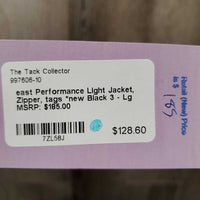 The Tack Collector
997606-10
east Performance Light Jacket,
Zipper, tags *new Black 3 - Lg
MSRP: $185.00
$128.60
7ZL58J
Retail (New) Price
is $
185